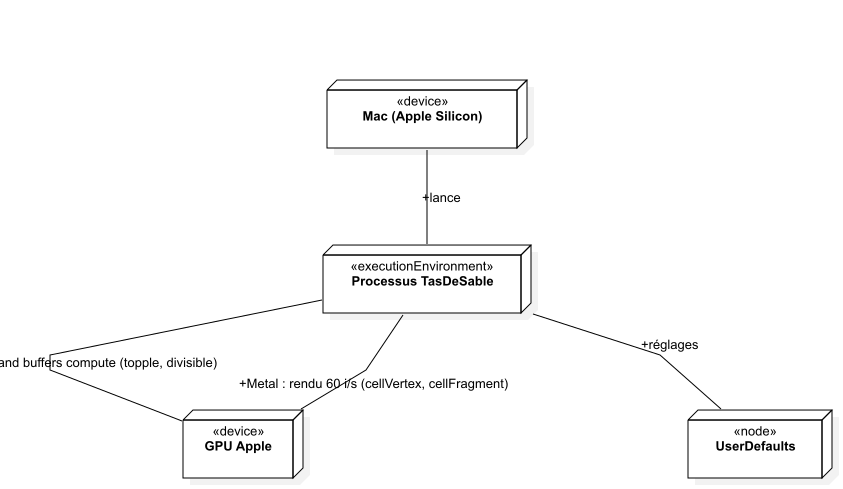 «device»
Mac (Apple Silicon)
+lance
«executionEnvironment»
Processus TasDeSable
+réglages
and buffers compute (topple, divisible)
+Metal : rendu 60 i/s (cellVertex, cellFragment)
«device»
GPU Apple
«node»
UserDefaults